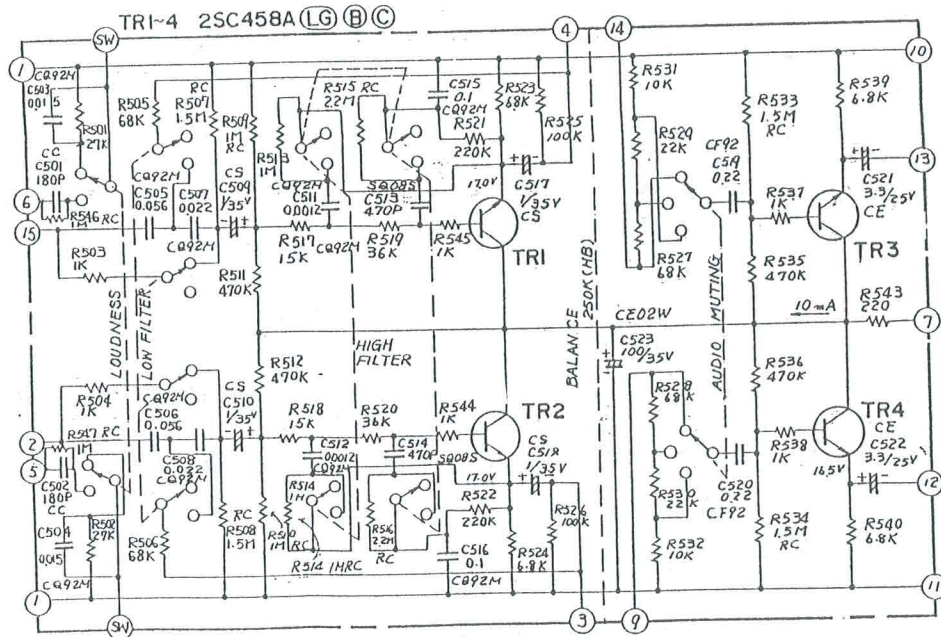 TR1~4 2SC458A (LG) (B) (C)
SW
4
14
1
10
CQ92M
C503
0.015
R501
27K
CC
C501
180P
6
R546 RC
1M
15
R503
1K
R505
68K
RC
R507
1.5M
CQ92M
C505
0.056
C507
0.022
CQ92M
R509
1M
RC
CS
C509
1/35V
R511
470K
R513
1M
R515 RC
22M
CQ92M
C511
0.0012
R517
15K
CQ92M
SQ08S
C513
470P
R519
36K
R545
1K
C515
0.1
CQ92M
R521
220K
R523
68K
R525
100K
17.0V
C517
1/35V
CS
TR1
BALANCE 250K(HB)
R531
10K
R529
22K
R527
68K
CF92
C519
0.22
R533
1.5M
RC
R537
1K
R535
470K
R539
6.8K
C521
3.3/25V
CE
13
TR3
10mA
R543
220
7
LOUDNESS
LOW FILTER
HIGH
FILTER
AUDIO MUTING
CE02W
C523
100/35V
R512
470K
R504
1K
2
R547 RC
1M
5
C502
180P
CC
C504
0.015
CQ92M
R502
27K
1
SW
CQ92M
C506
0.056
C508
0.022
CQ92M
R506
68K
CS
C510
1/35V
RC
R508
1.5M
R510
1M
R518
15K
C512
0.0012
CQ92M
R514
1M
RC
R514 1MRC
R520
36K
C514
470P
SQ08S
R516
22M
RC
R544
1K
TR2
CS
C518
1/35V
17.0V
R522
220K
C516
0.1
CQ92M
R524
6.8K
R526
100K
3
9
R528
68K
R530
22K
R532
10K
C520
0.22
CF92
R536
470K
R538
1K
R534
1.5M
RC
TR4
CE
C522
3.3/25V
16.5V
12
R540
6.8K
11